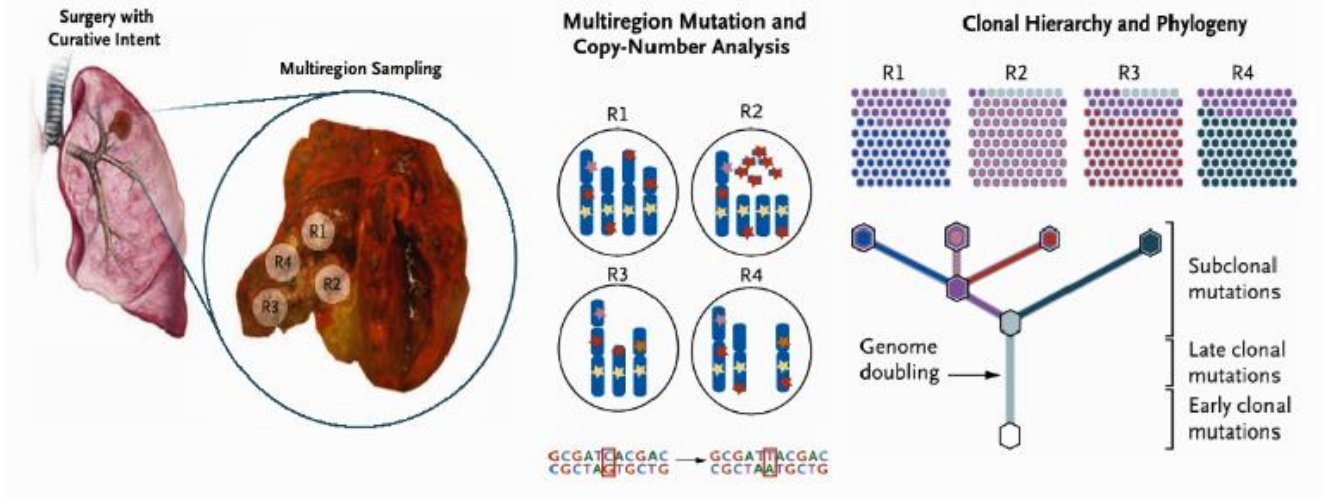 Surgery with
Curative Intent
Multiregion Sampling
R1
R4
R2
R3
Multiregion Mutation and
Copy-Number Analysis
R1
R2
R3
R4
GCGATCACGAC
CGCTAGTGCTG
GCGATTACGAC
CGCTAATGCTG
Clonal Hierarchy and Phylogeny
R1
R2
R3
R4
Subclonal
mutations
Genome
doubling
Late clonal
mutations
Early clonal
mutations